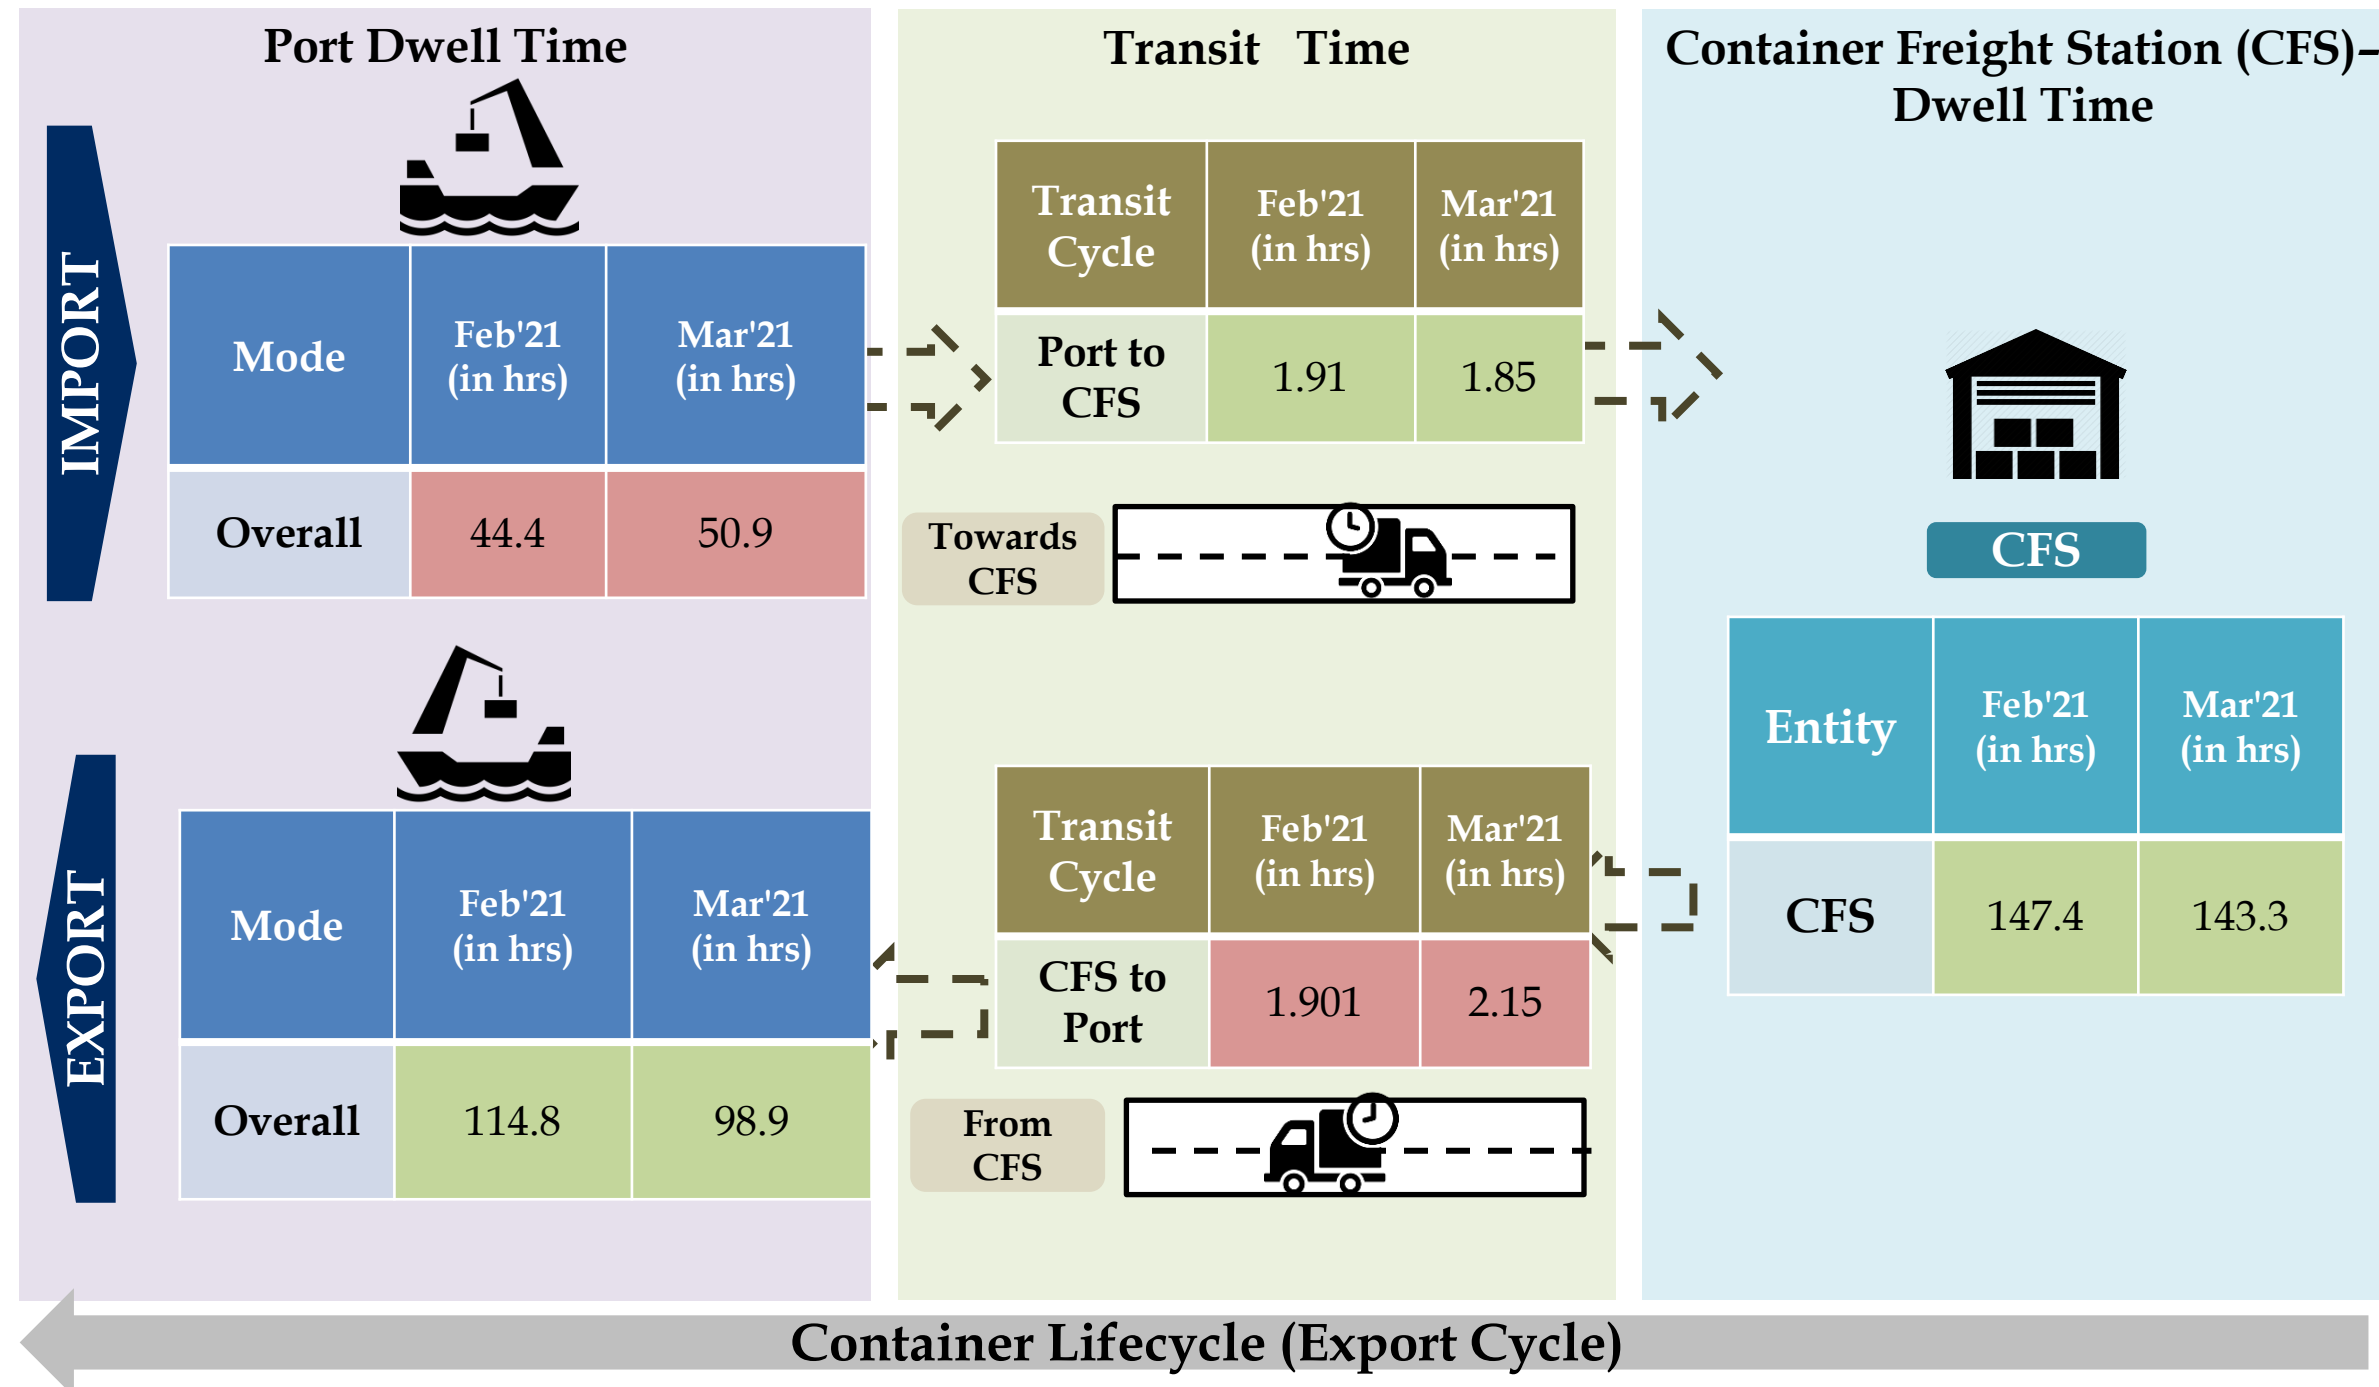 Port Dwell Time
IMPORT
Mode
Feb'21
(in hrs)
Mar'21
(in hrs)
Overall
44.4
50.9
EXPORT
Mode
Feb'21
(in hrs)
Mar'21
(in hrs)
Overall
114.8
98.9
Transit Time
Transit
Cycle
Feb'21
(in hrs)
Mar'21
(in hrs)
Port to
CFS
1.91
1.85
Towards
CFS
Transit
Cycle
Feb'21
(in hrs)
Mar'21
(in hrs)
CFS to
Port
1.901
2.15
From
CFS
Container Freight Station (CFS)–
Dwell Time
CFS
Entity
Feb'21
(in hrs)
Mar'21
(in hrs)
CFS
147.4
143.3
Container Lifecycle (Export Cycle)